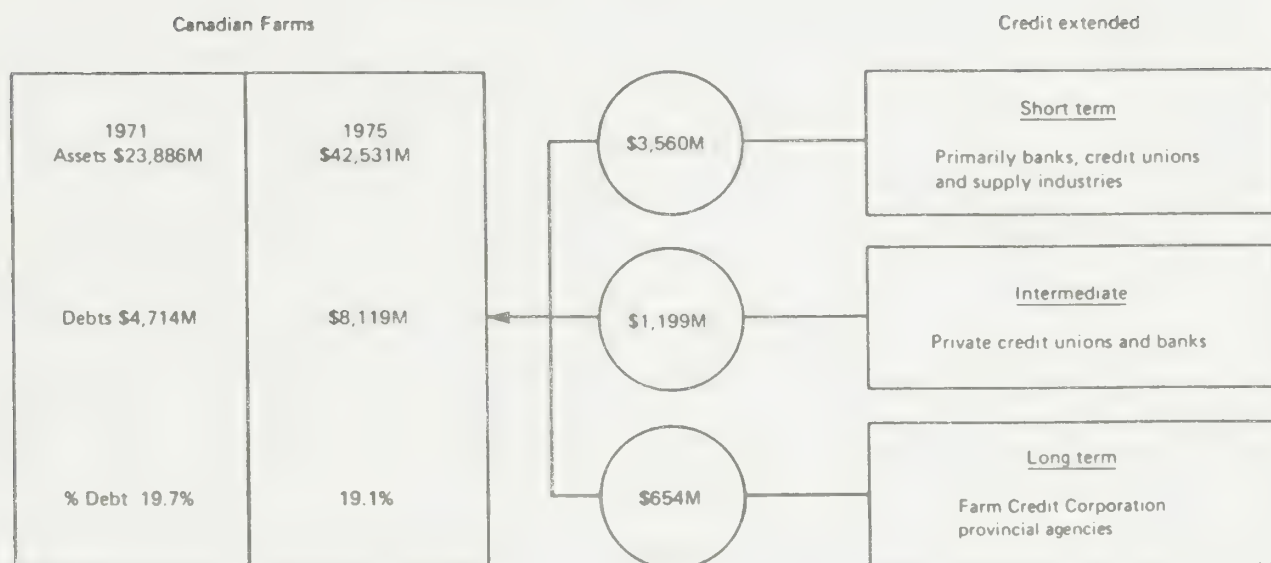 Canadian Farms
Credit extended
1971
Assets $23,886M
1975
$42,531M
Debts $4,714M
$8,119M
% Debt 19.7%
19.1%
$3,560M
$1,199M
$654M
Short term
Primarily banks, credit unions
and supply industries
Intermediate
Private credit unions and banks
Long term
Farm Credit Corporation
provincial agencies